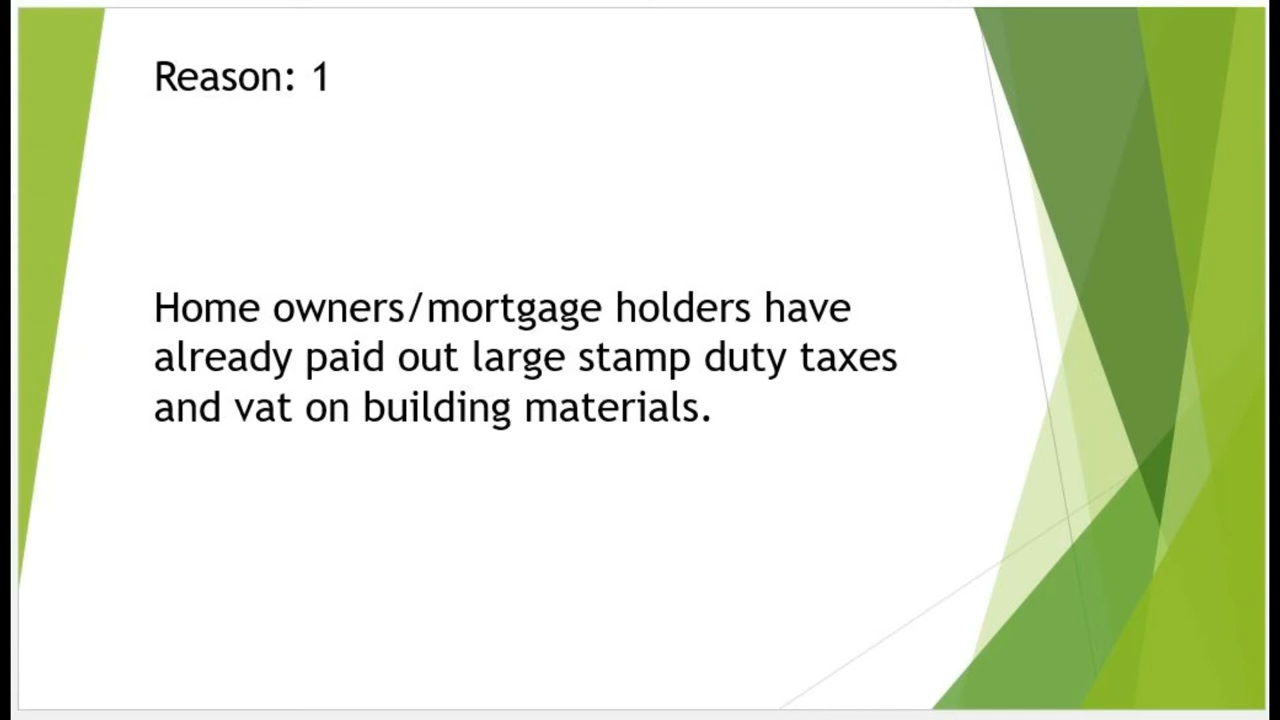 Reason: 1
Home owners/mortgage holders have
already paid out large stamp duty taxes
and vat on building materials.